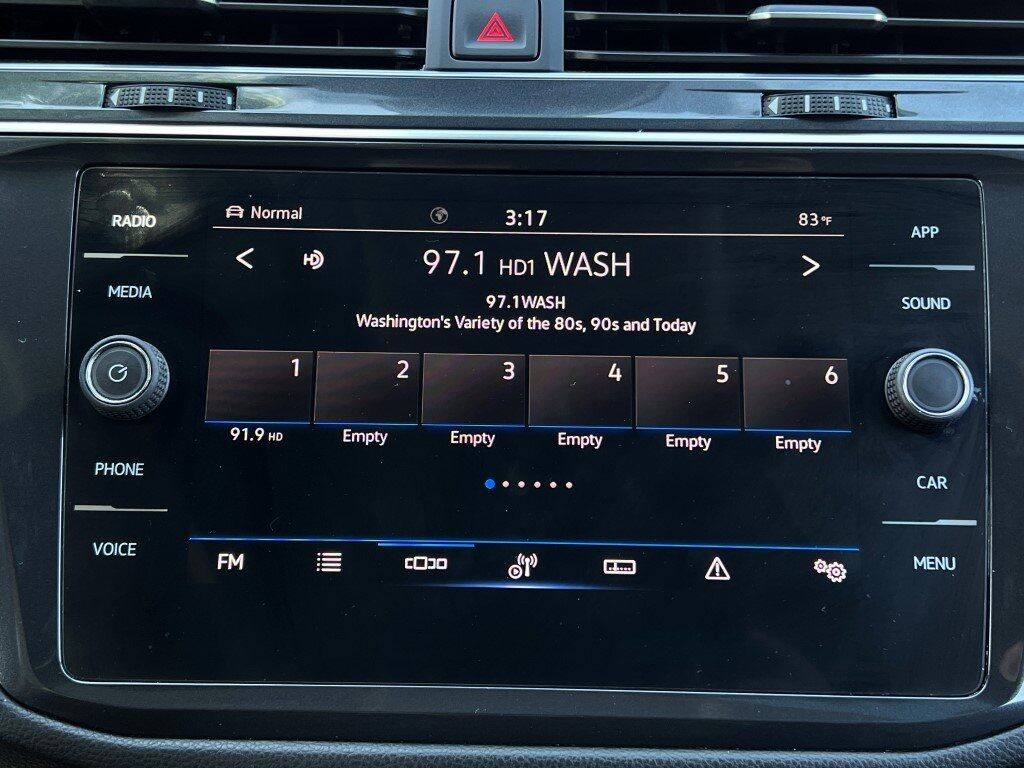 RADIO
MEDIA
PHONE
VOICE
Normal
3:17
83°F
< HD 97.1 HD1 WASH >
97.1WASH
Washington's Variety of the 80s, 90s and Today
1 2 3 4 5 6
91.9 HD Empty Empty Empty Empty Empty
FM
APP
SOUND
CAR
MENU